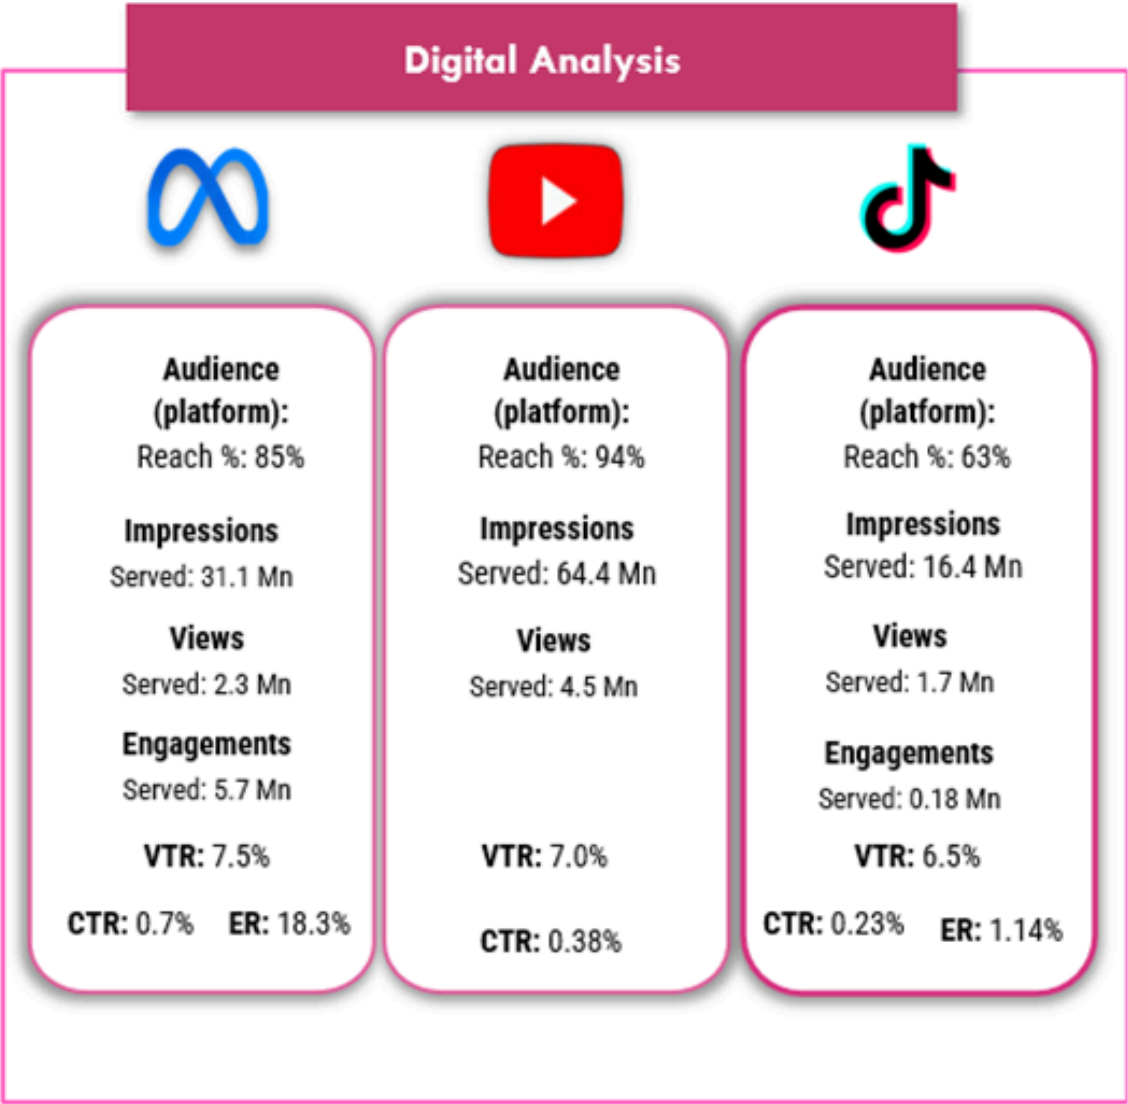 Digital Analysis
Audience
(platform):
Reach %: 85%
Impressions
Served: 31.1 Mn
Views
Served: 2.3 Mn
Engagements
Served: 5.7 Mn
VTR: 7.5%
CTR: 0.7% ER: 18.3%
Audience
(platform):
Reach %: 94%
Impressions
Served: 64.4 Mn
Views
Served: 4.5 Mn
VTR: 7.0%
CTR: 0.38%
Audience
(platform):
Reach %: 63%
Impressions
Served: 16.4 Mn
Views
Served: 1.7 Mn
Engagements
Served: 0.18 Mn
VTR: 6.5%
CTR: 0.23% ER: 1.14%